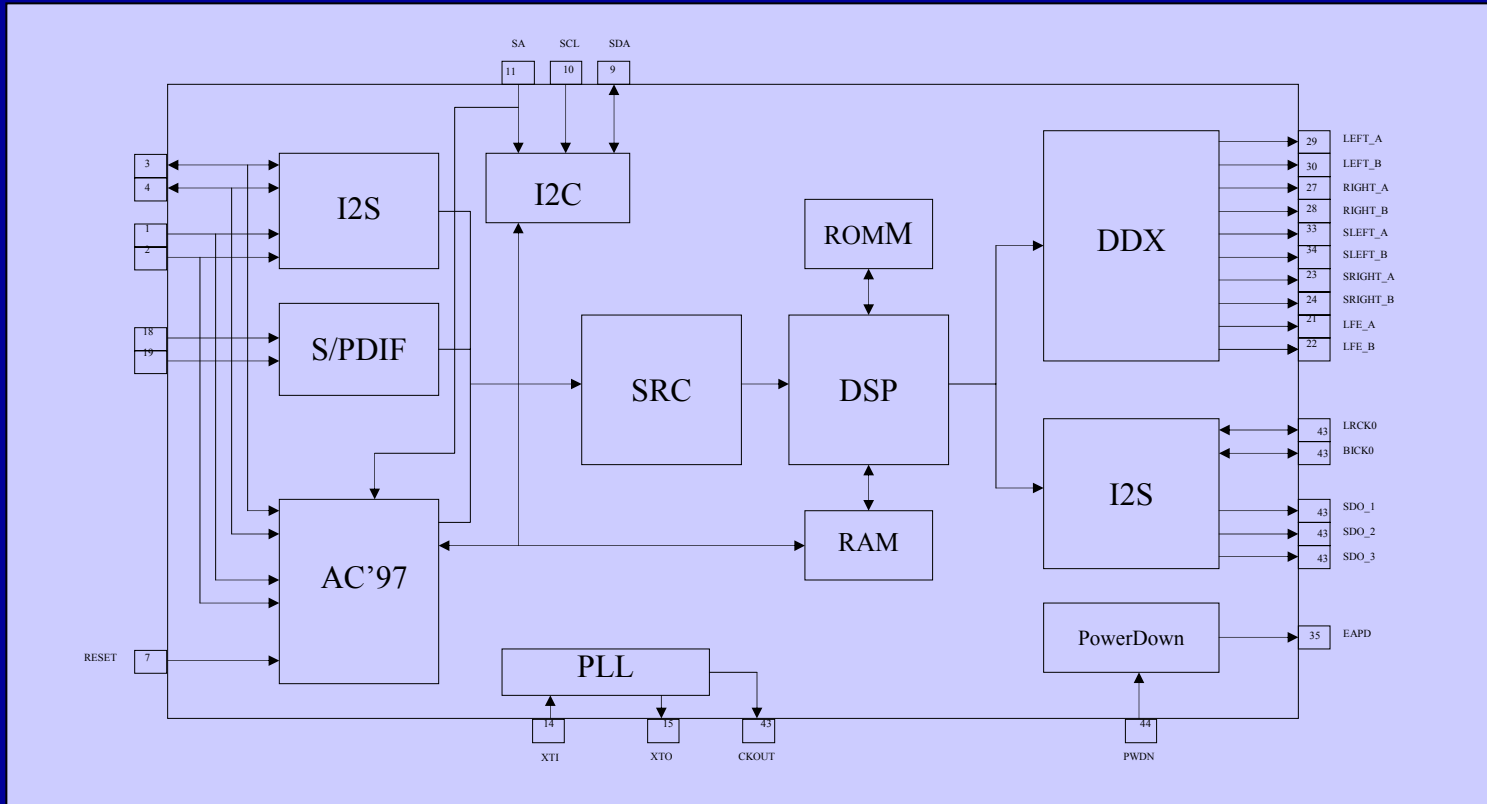 SA SCL SDA
11 10 9
3
4
1
2
18
19
RESET 7
I2S
I2C
S/PDIF
AC’97
ROMM
SRC
DSP
RAM
DDX
I2S
PowerDown
PLL
29 LEFT_A
30 LEFT_B
27 RIGHT_A
28 RIGHT_B
33 SLEFT_A
34 SLEFT_B
23 SRIGHT_A
24 SRIGHT_B
21 LFE_A
22 LFE_B
43 LRCK0
43 BICK0
43 SDO_1
43 SDO_2
43 SDO_3
35 EAPD
14 15 43 44
XTI XTO CKOUT PWDN